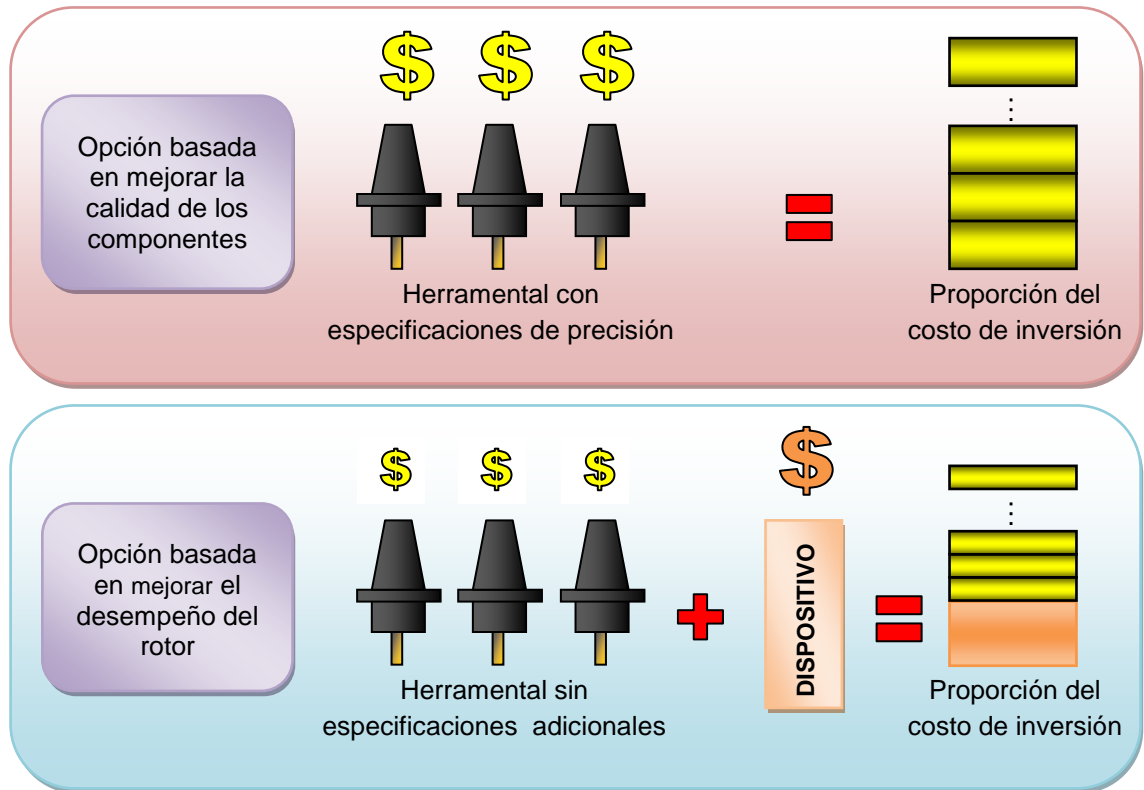 $ $ $
Opción basada
en mejorar la
calidad de los
componentes
Herramental con
especificaciones de precisión
Proporción del
costo de inversión
$ $ $ $
Opción basada
en mejorar el
desempeño del
rotor
DISPOSITIVO
Herramental sin
especificaciones adicionales
Proporción del
costo de inversión